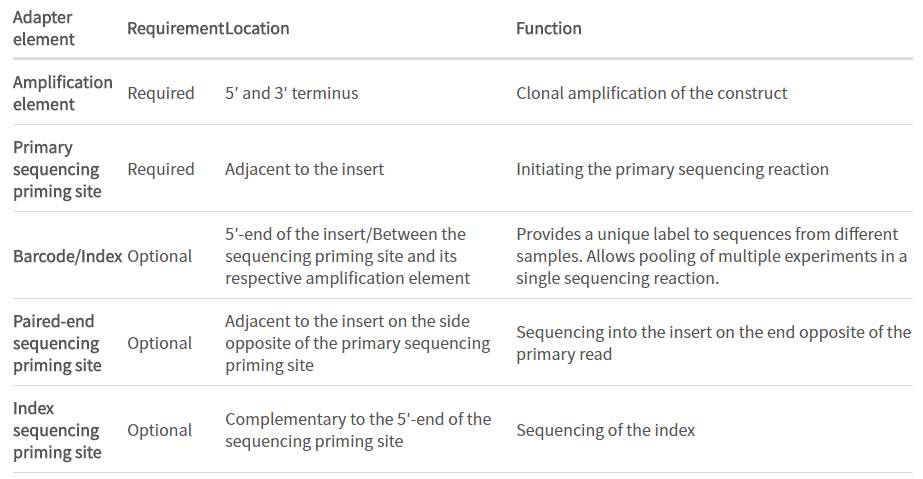 Adapter
element
Requirement
Location
Function
Amplification
element
Required
5′ and 3′ terminus
Clonal amplification of the construct
Primary
sequencing
priming site
Required
Adjacent to the insert
Initiating the primary sequencing reaction
Barcode/Index
Optional
5′-end of the insert/Between the
sequencing priming site and its
respective amplification element
Provides a unique label to sequences from different
samples. Allows pooling of multiple experiments in a
single sequencing reaction.
Paired-end
sequencing
priming site
Optional
Adjacent to the insert on the side
opposite of the primary sequencing
priming site
Sequencing into the insert on the end opposite of the
primary read
Index
sequencing
priming site
Optional
Complementary to the 5′-end of the
sequencing priming site
Sequencing of the index